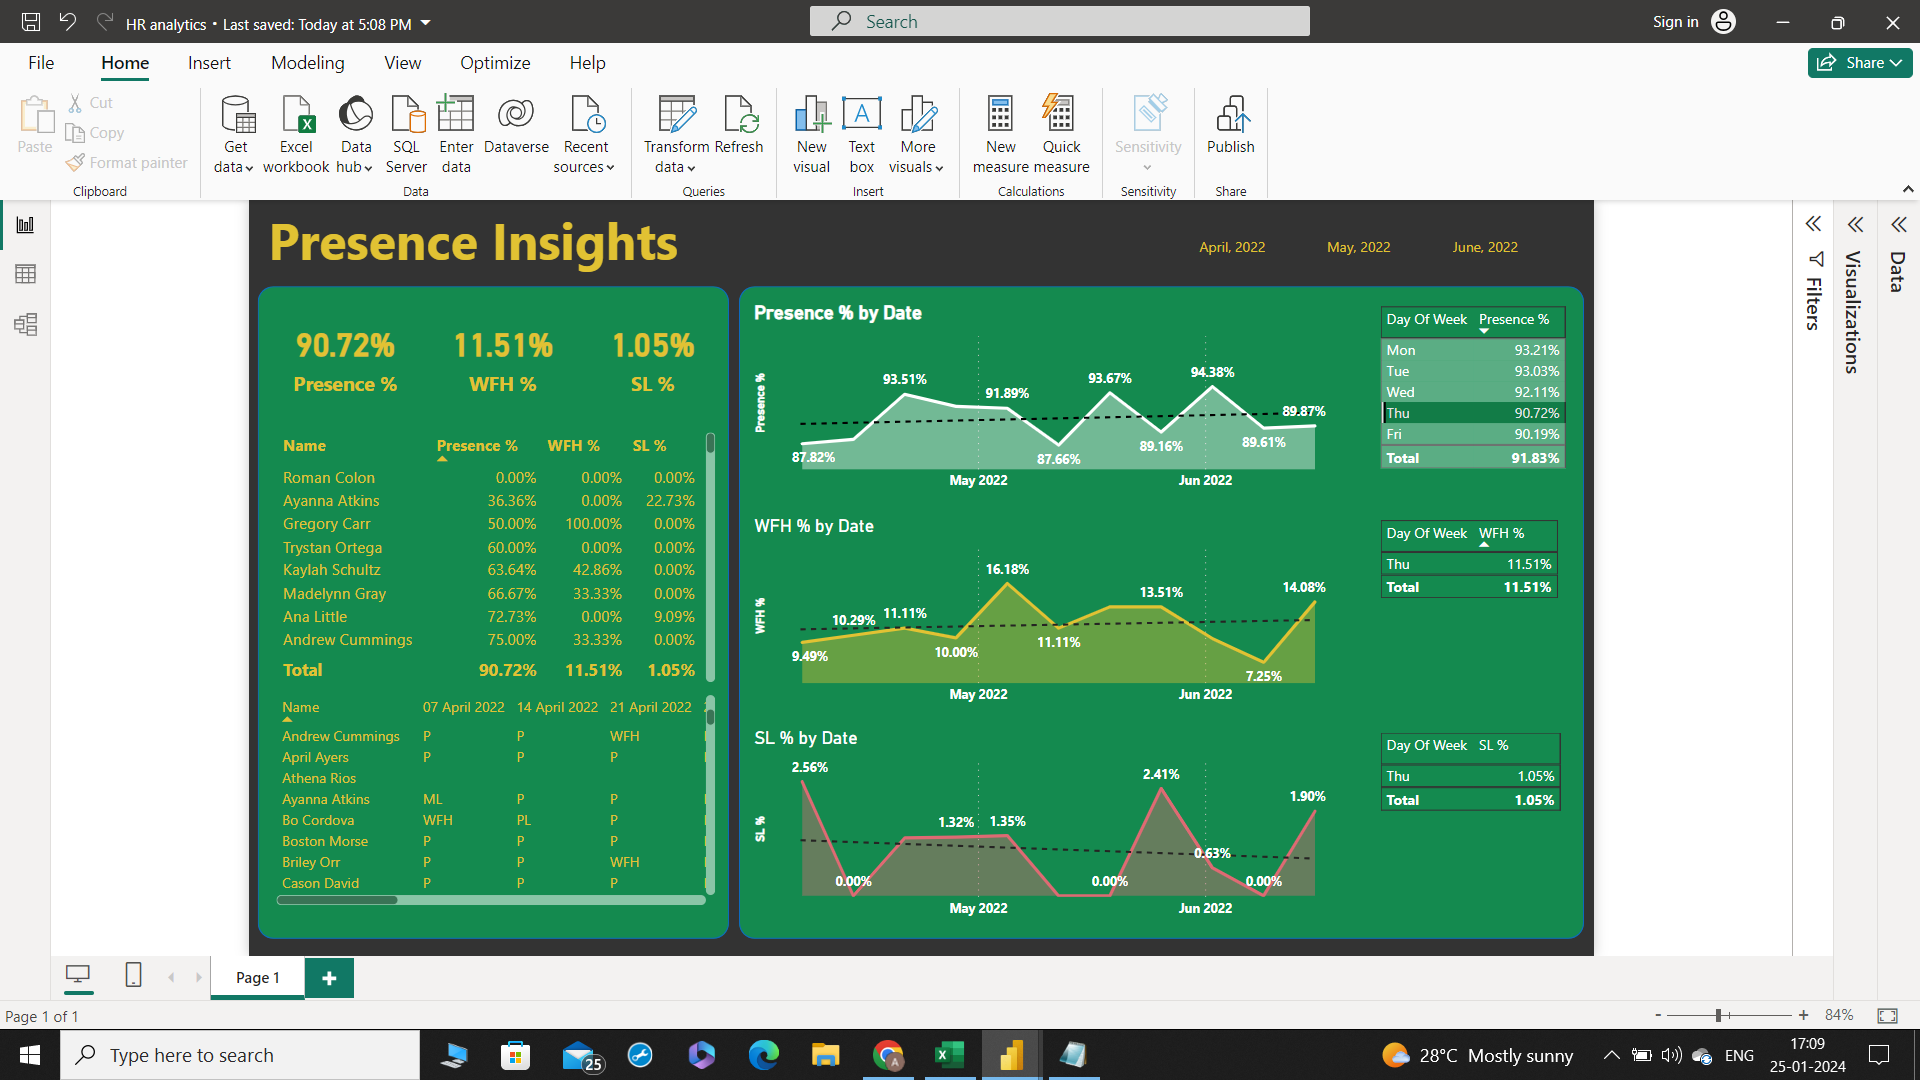 HR analytics • Last saved: Today at 5:08 PM
Search
Sign in
File
Home
Insert
Modeling
View
Optimize
Help
Share
Paste
Cut
Copy
Format painter
Clipboard
Get data
Excel workbook
Data hub
SQL Server
Enter data
Dataverse
Recent sources
Data
Transform data
Refresh
Queries
New visual
Text box
More visuals
Insert
New measure
Quick measure
Calculations
Sensitivity
Sensitivity
Publish
Share
Presence Insights
April, 2022
May, 2022
June, 2022
90.72%
Presence %
11.51%
WFH %
1.05%
SL %
Name Presence % WFH % SL %
Roman Colon 0.00% 0.00% 0.00%
Ayanna Atkins 36.36% 0.00% 22.73%
Gregory Carr 50.00% 100.00% 0.00%
Trystan Ortega 60.00% 0.00% 0.00%
Kaylah Schultz 63.64% 42.86% 0.00%
Madelynn Gray 66.67% 33.33% 0.00%
Ana Little 72.73% 0.00% 9.09%
Andrew Cummings 75.00% 33.33% 0.00%
Total 90.72% 11.51% 1.05%
Name 07 April 2022 14 April 2022 21 April 2022
Andrew Cummings P P WFH
April Ayers P P P
Athena Rios
Ayanna Atkins ML P P
Bo Cordova WFH PL P
Boston Morse P P P
Briley Orr P P WFH
Cason David P P P
Presence % by Date
Presence %
87.82%
93.51%
91.89%
87.66%
93.67%
89.16%
94.38%
89.61%
89.87%
May 2022
Jun 2022
Day Of Week Presence %
Mon 93.21%
Tue 93.03%
Wed 92.11%
Thu 90.72%
Fri 90.19%
Total 91.83%
WFH % by Date
WFH %
9.49%
10.29%
11.11%
10.00%
16.18%
11.11%
13.51%
7.25%
14.08%
May 2022
Jun 2022
Day Of Week WFH %
Thu 11.51%
Total 11.51%
SL % by Date
SL %
2.56%
0.00%
1.32%
1.35%
0.00%
2.41%
0.63%
0.00%
1.90%
May 2022
Jun 2022
Day Of Week SL %
Thu 1.05%
Total 1.05%
Filters
Visualizations
Data
Page 1
Page 1 of 1
- + 84%
Type here to search
25
28°C Mostly sunny
ENG
17:09
25-01-2024